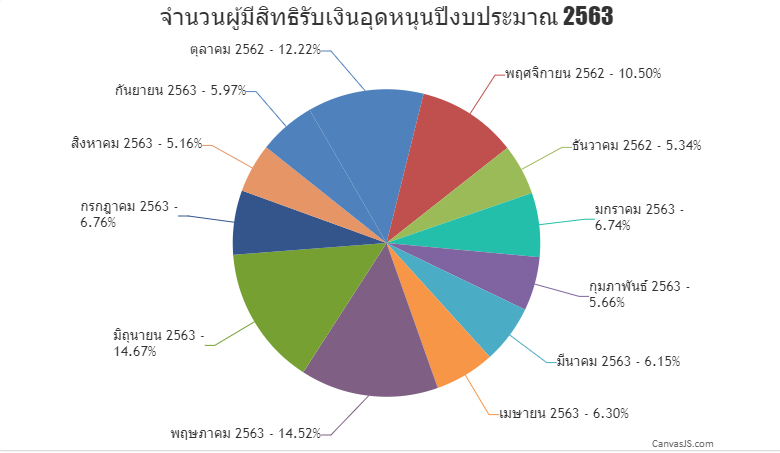 จำนวนผู้มีสิทธิรับเงินอุดหนุนปีงบประมาณ 2563
ตุลาคม 2562 - 12.22%
พฤศจิกายน 2562 - 10.50%
ธันวาคม 2562 - 5.34%
มกราคม 2563 -
6.74%
กุมภาพันธ์ 2563 -
5.66%
มีนาคม 2563 - 6.15%
เมษายน 2563 - 6.30%
พฤษภาคม 2563 - 14.52%
มิถุนายน 2563 -
14.67%
กรกฎาคม 2563 -
6.76%
สิงหาคม 2563 - 5.16%
กันยายน 2563 - 5.97%
CanvasJS.com